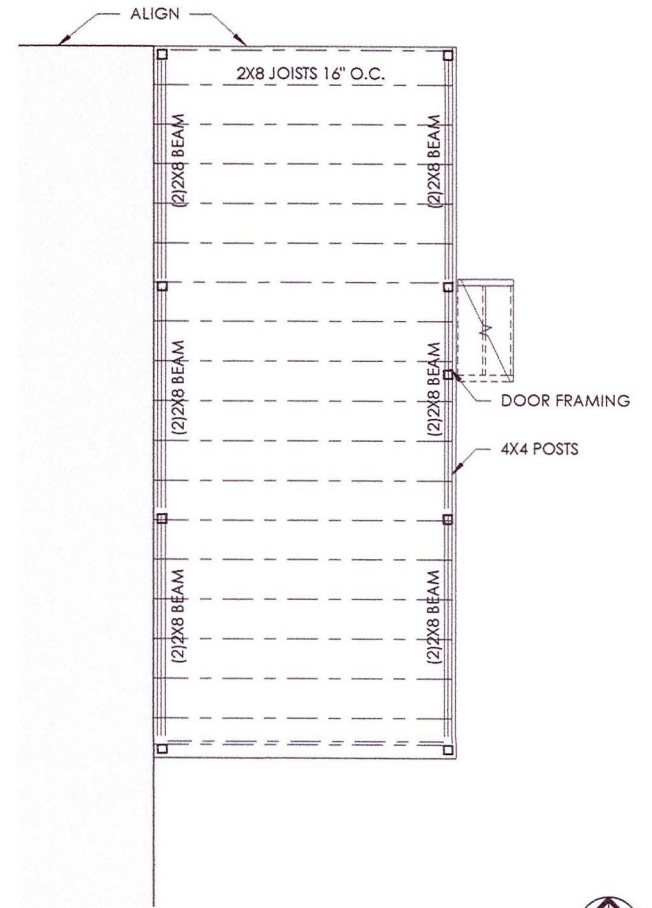 ALIGN
2X8 JOISTS 16" O.C.
(2)2X8 BEAM
(2)2X8 BEAM
(2)2X8 BEAM
(2)2X8 BEAM
DOOR FRAMING
4X4 POSTS
(2)2X8 BEAM
(2)2X8 BEAM